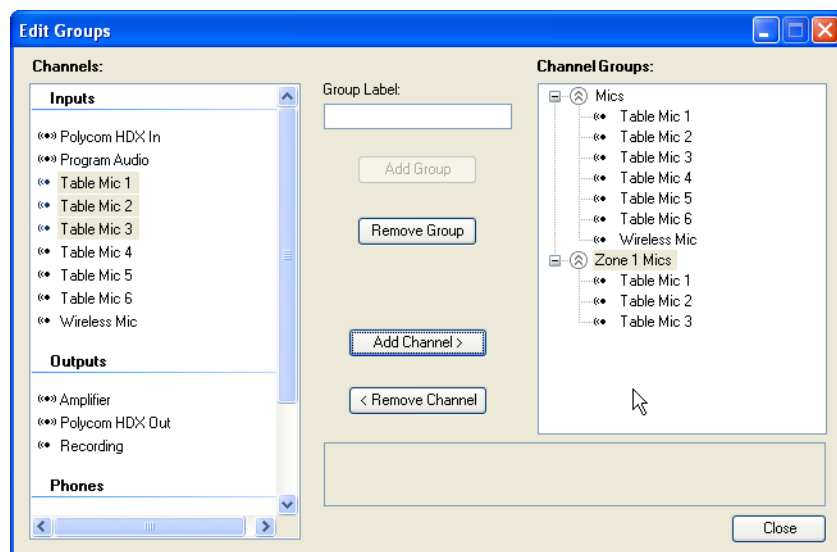 Edit Groups
Channels:
Inputs
Polycom HDX In
Program Audio
Table Mic 1
Table Mic 2
Table Mic 3
Table Mic 4
Table Mic 5
Table Mic 6
Wireless Mic
Outputs
Amplifier
Polycom HDX Out
Recording
Phones
Group Label:
Add Group
Remove Group
Add Channel >
< Remove Channel
Channel Groups:
Mics
Table Mic 1
Table Mic 2
Table Mic 3
Table Mic 4
Table Mic 5
Table Mic 6
Wireless Mic
Zone 1 Mics
Table Mic 1
Table Mic 2
Table Mic 3
Close